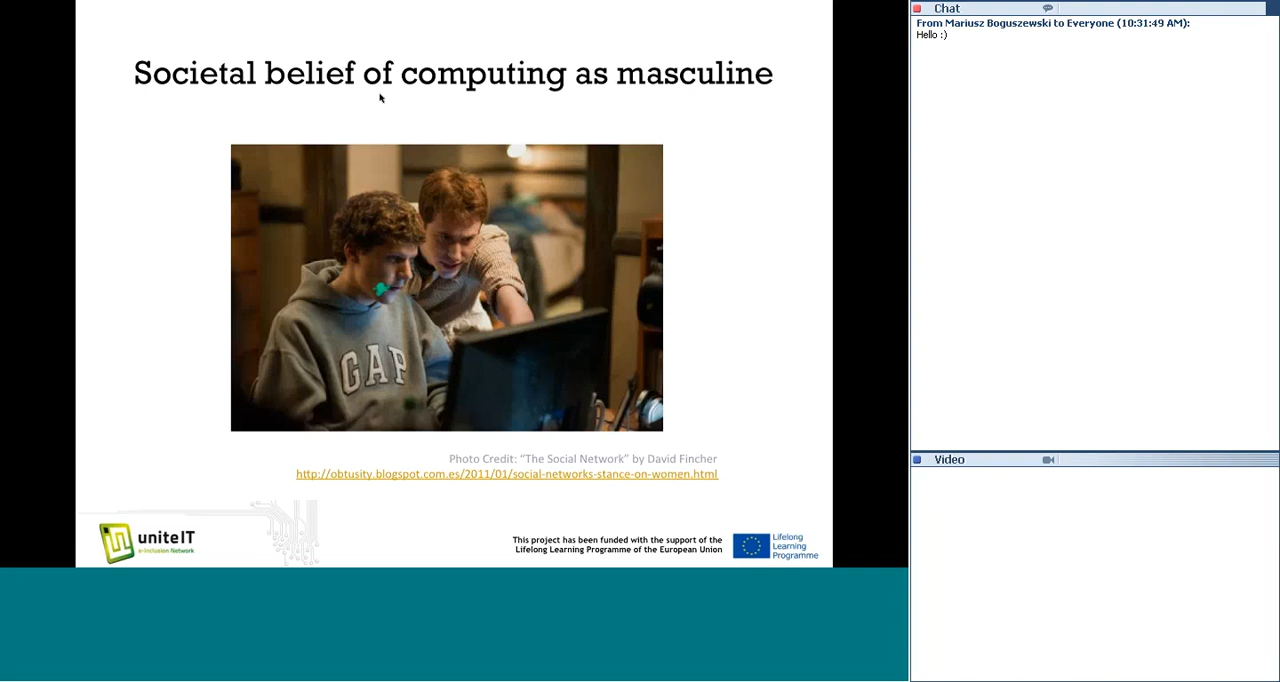 Societal belief of computing as masculine
GAP
Photo Credit: “The Social Network” by David Fincher
http://obtusity.blogspot.com.es/2011/01/social-networks-stance-on-women.html
uniteIT
e-Inclusion Network
This project has been funded with the support of the
Lifelong Learning Programme of the European Union
Lifelong
Learning
Programme
Chat
From Mariusz Boguszewski to Everyone (10:31:49 AM):
Hello :)
Video